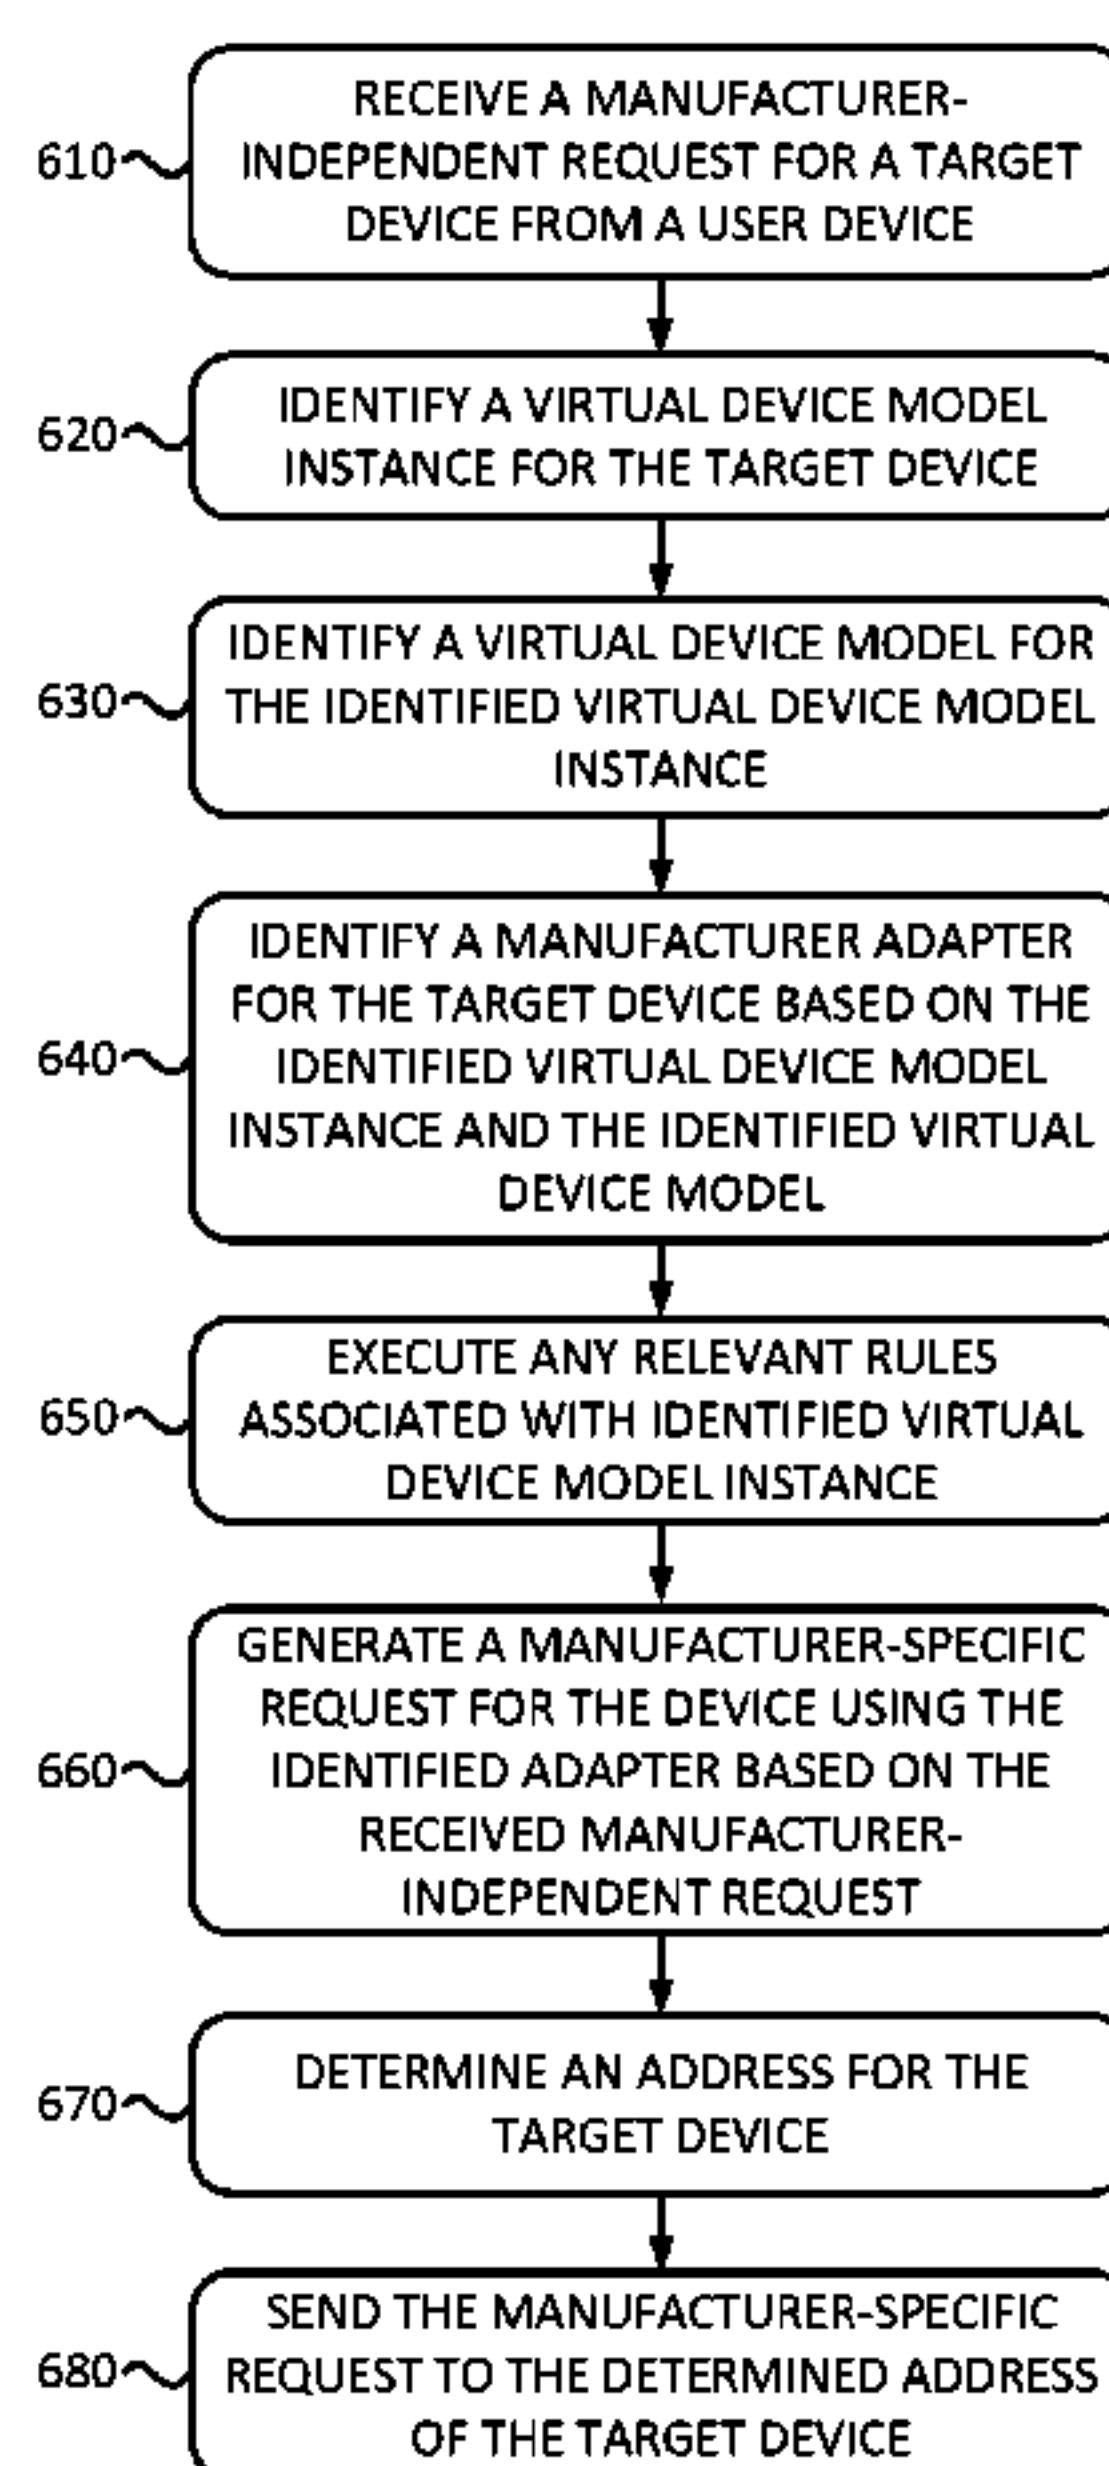 RECEIVE A MANUFACTURER-
610
INDEPENDENT REQUEST FOR A TARGET
DEVICE FROM A USER DEVICE
IDENTIFY A VIRTUAL DEVICE MODEL
620
INSTANCE FOR THE TARGET DEVICE
IDENTIFY A VIRTUAL DEVICE MODEL FOR
630
THE IDENTIFIED VIRTUAL DEVICE MODEL
INSTANCE
IDENTIFY A MANUFACTURER ADAPTER
FOR THE TARGET DEVICE BASED ON THE
640
IDENTIFIED VIRTUAL DEVICE MODEL
INSTANCE AND THE IDENTIFIED VIRTUAL
DEVICE MODEL
EXECUTE ANY RELEVANT RULES
650
ASSOCIATED WITH IDENTIFIED VIRTUAL
DEVICE MODEL INSTANCE
GENERATE A MANUFACTURER-SPECIFIC
REQUEST FOR THE DEVICE USING THE
660
IDENTIFIED ADAPTER BASED ON THE
RECEIVED MANUFACTURER-
INDEPENDENT REQUEST
DETERMINE AN ADDRESS FOR THE
670
TARGET DEVICE
SEND THE MANUFACTURER-SPECIFIC
680
REQUEST TO THE DETERMINED ADDRESS
OF THE TARGET DEVICE